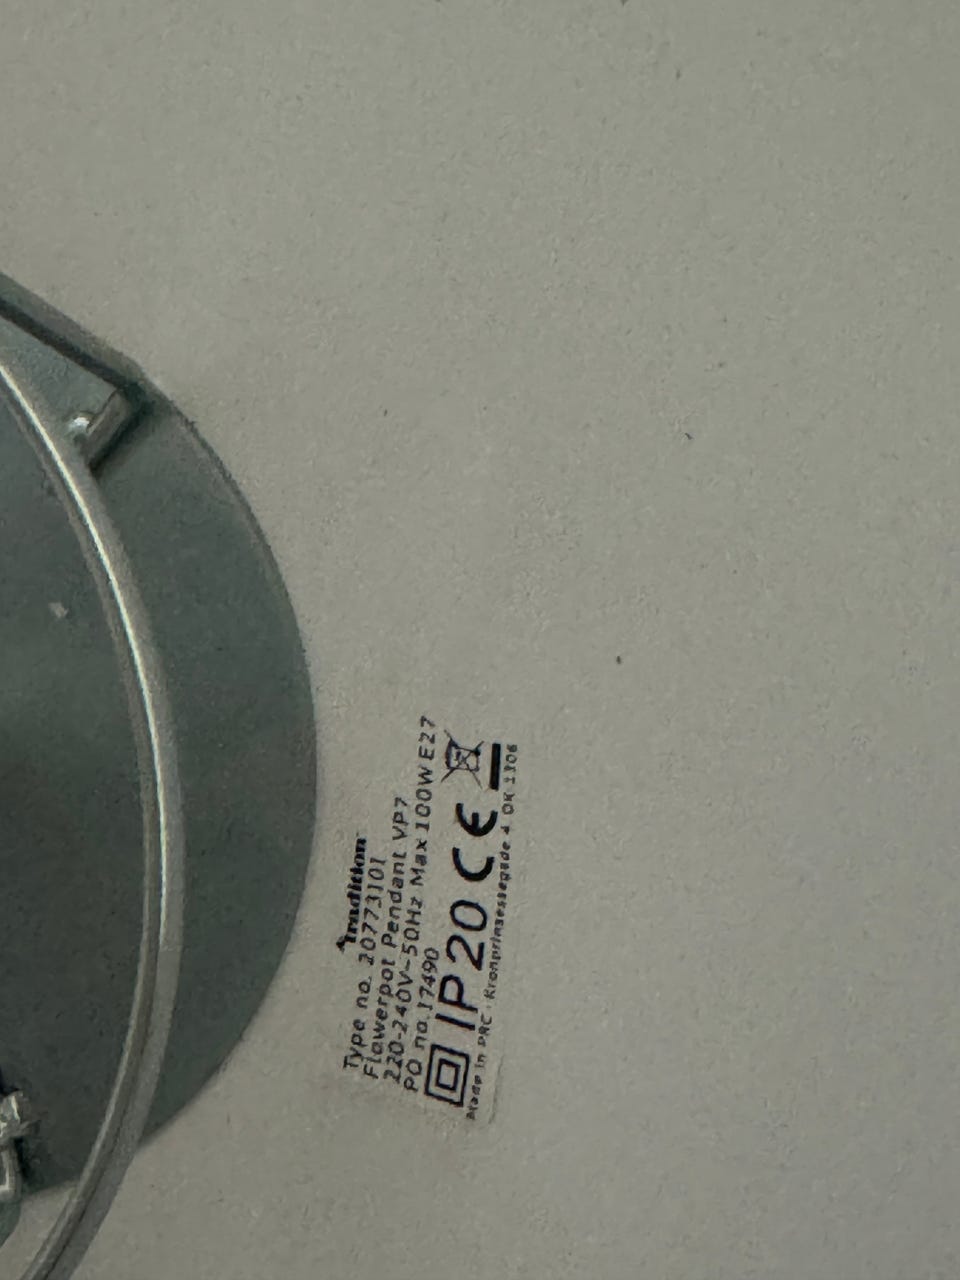 &tradition
Type no. 20773101
Flowerpot Pendant VP7
220-240V~50Hz Max 100W E27
PO no. 17490
IP20 CE
Made in PRC · Kronprinsessegade 4 DK 1306